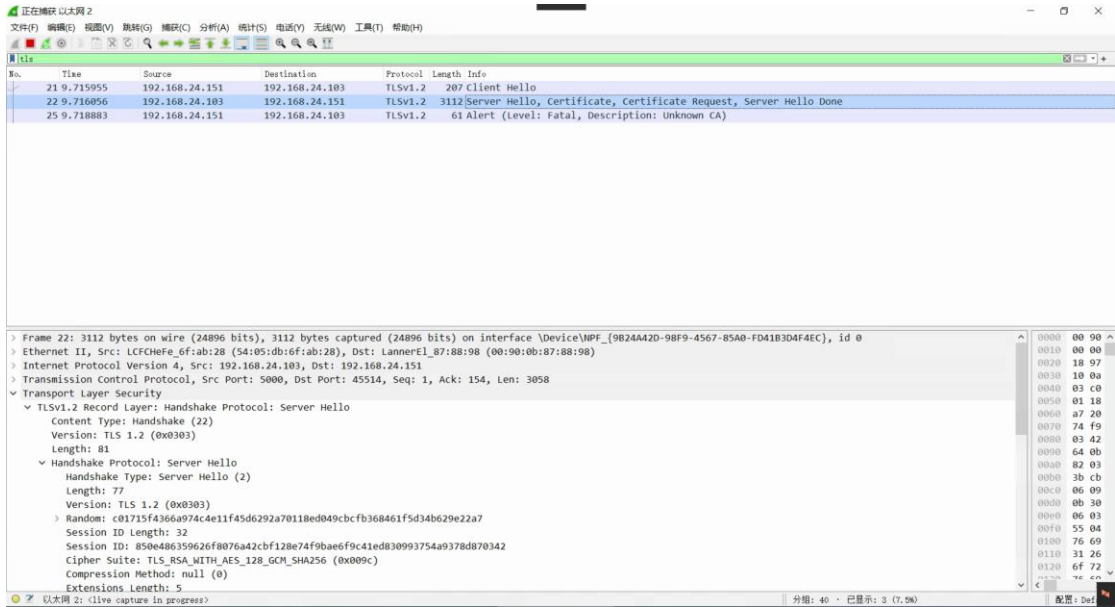 正在捕获 以太网 2
文件(F) 编辑(E) 视图(V) 跳转(G) 捕获(C) 分析(A) 统计(S) 电话(Y) 无线(W) 工具(T) 帮助(H)
tls
No. Time Source Destination Protocol Length Info
21 9.715955 192.168.24.151 192.168.24.103 TLSv1.2 207 Client Hello
22 9.716056 192.168.24.103 192.168.24.151 TLSv1.2 3112 Server Hello, Certificate, Certificate Request, Server Hello Done
25 9.718883 192.168.24.151 192.168.24.103 TLSv1.2 61 Alert (Level: Fatal, Description: Unknown CA)
Frame 22: 3112 bytes on wire (24896 bits), 3112 bytes captured (24896 bits) on interface \Device\NPF_{9B24A42D-98F9-4567-85A0-FD41B3D4F4EC}, id 0
Ethernet II, Src: LCFCHeFe_6f:ab:28 (54:05:db:6f:ab:28), Dst: LannerEl_87:88:98 (00:90:0b:87:88:98)
Internet Protocol Version 4, Src: 192.168.24.103, Dst: 192.168.24.151
Transmission Control Protocol, Src Port: 5000, Dst Port: 45514, Seq: 1, Ack: 154, Len: 3058
Transport Layer Security
TLSv1.2 Record Layer: Handshake Protocol: Server Hello
Content Type: Handshake (22)
Version: TLS 1.2 (0x0303)
Length: 81
Handshake Protocol: Server Hello
Handshake Type: Server Hello (2)
Length: 77
Version: TLS 1.2 (0x0303)
Random: c01715f4366a974c4e11f45d6292a70118ed049cbcfb368461f5d34b629e22a7
Session ID Length: 32
Session ID: 850e486359626f8076a42cbf128e74f9bae6f9c41ed830993754a9378d870342
Cipher Suite: TLS_RSA_WITH_AES_128_GCM_SHA256 (0x009c)
Compression Method: null (0)
Extensions Length: 5
0000 00 90
0010 00 00
0020 18 97
0030 10 0a
0040 03 c0
0050 01 18
0060 a7 20
0070 74 f9
0080 03 42
0090 64 0b
00a0 82 03
00b0 3b cb
00c0 06 09
00d0 0b 30
00e0 06 03
00f0 55 04
0100 76 69
0110 31 26
0120 6f 72
以太网 2: <live capture in progress>
分组: 40 · 已显示: 3 (7.5%)
配置: Def